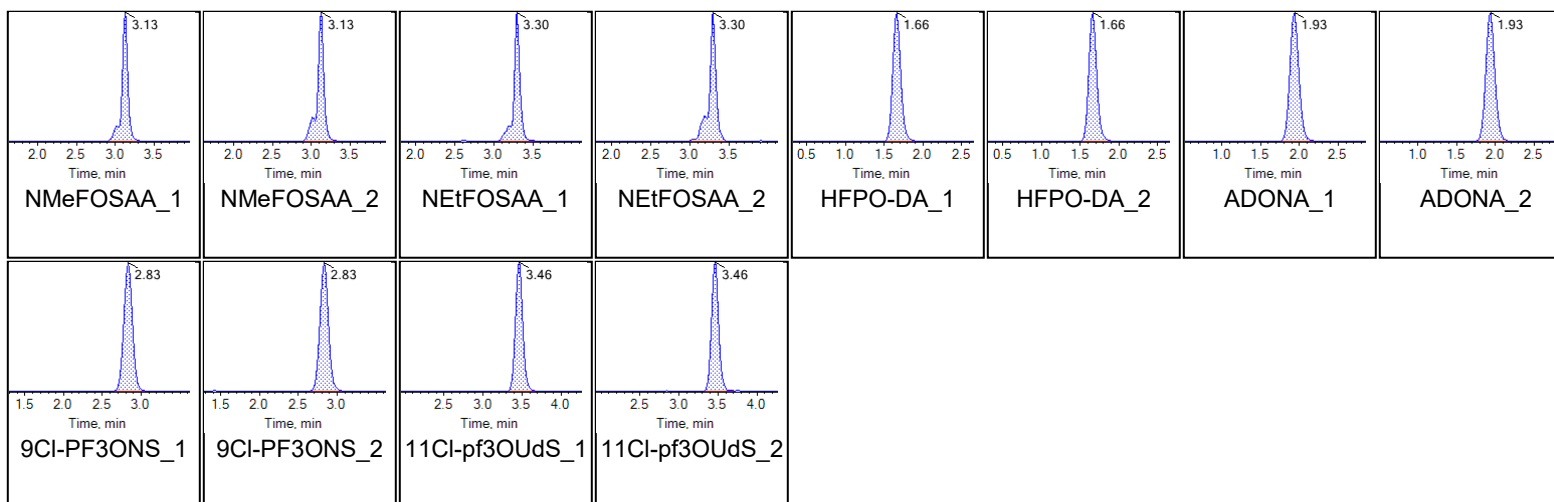 3.13 3.13 3.30 3.30 1.66 1.66 1.93 1.93
2.0 2.5 3.0 3.5 2.0 2.5 3.0 3.5 2.0 2.5 3.0 3.5 2.0 2.5 3.0 3.5 0.5 1.0 1.5 2.0 2.5 0.5 1.0 1.5 2.0 2.5 1.0 1.5 2.0 2.5 1.0 1.5 2.0 2.5
Time, min Time, min Time, min Time, min Time, min Time, min Time, min Time, min
NMeFOSAA_1 NMeFOSAA_2 NEtFOSAA_1 NEtFOSAA_2 HFPO-DA_1 HFPO-DA_2 ADONA_1 ADONA_2
2.83 2.83 3.46 3.46
1.5 2.0 2.5 3.0 1.5 2.0 2.5 3.0 2.5 3.0 3.5 4.0 2.5 3.0 3.5 4.0
Time, min Time, min Time, min Time, min
9Cl-PF3ONS_1 9Cl-PF3ONS_2 11Cl-pf3OUdS_1 11Cl-pf3OUdS_2